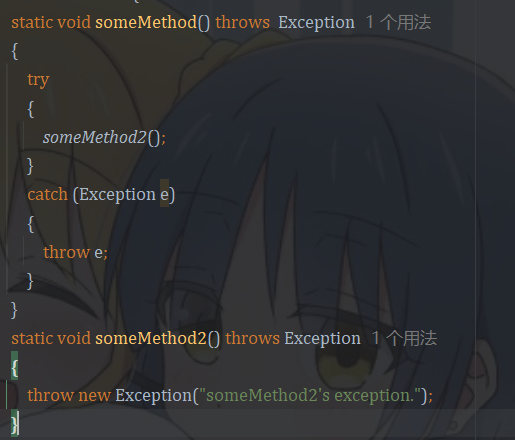 static void someMethod() throws  Exception  1 个用法
{
    try
    {
        someMethod2();
    }
    catch (Exception e)
    {
        throw e;
    }
}
static void someMethod2() throws Exception  1 个用法
{
    throw new Exception("someMethod2's exception.");
}